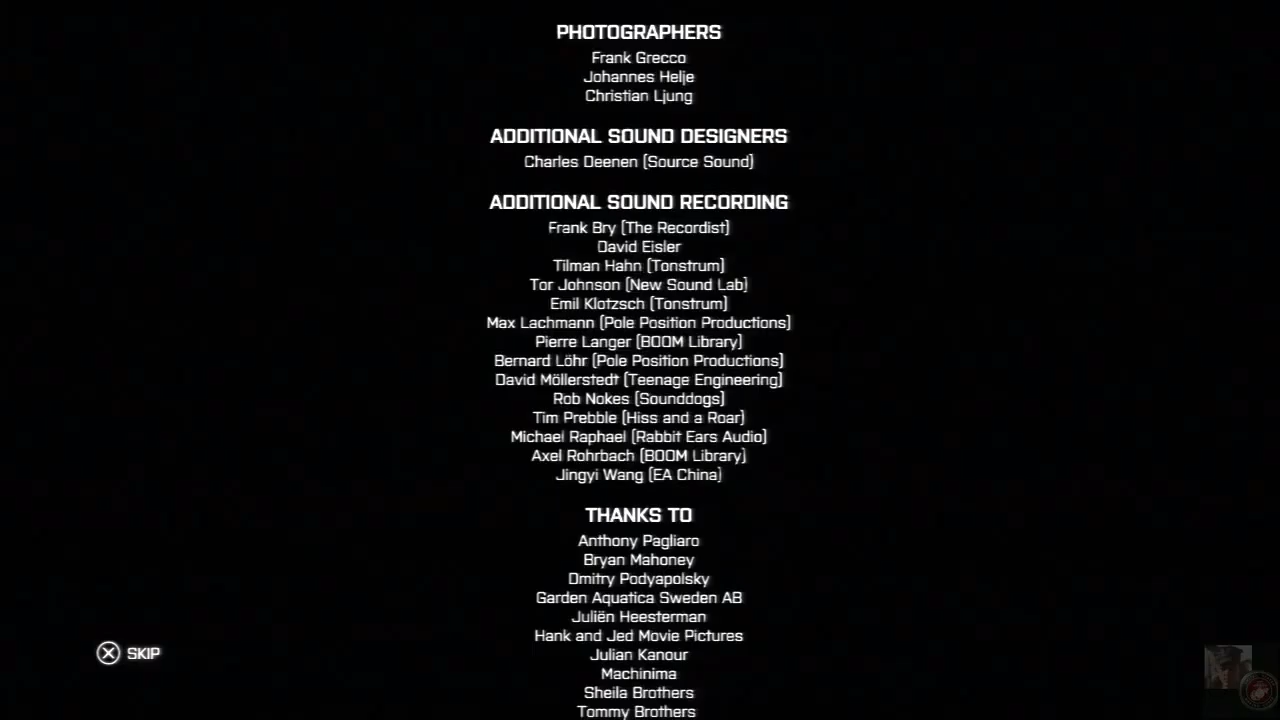 PHOTOGRAPHERS
Frank Grecco
Johannes Helje
Christian Ljung
ADDITIONAL SOUND DESIGNERS
Charles Deenen (Source Sound)
ADDITIONAL SOUND RECORDING
Frank Bry (The Recordist)
David Eisler
Tilman Hahn (Tonstrum)
Tor Johnson (New Sound Lab)
Emil Klotzsch (Tonstrum)
Max Lachmann (Pole Position Productions)
Pierre Langer (BOOM Library)
Bernard Löhr (Pole Position Productions)
David Möllerstedt (Teenage Engineering)
Rob Nokes (Sounddogs)
Tim Prebble (Hiss and a Roar)
Michael Raphael (Rabbit Ears Audio)
Axel Rohrbach (BOOM Library)
Jingyi Wang (EA China)
THANKS TO
Anthony Pagliaro
Bryan Mahoney
Dmitry Podyapolsky
Garden Aquatica Sweden AB
Juliën Heesterman
Hank and Jed Movie Pictures
Julian Kanour
Machinima
Sheila Brothers
Tommy Brothers
SKIP